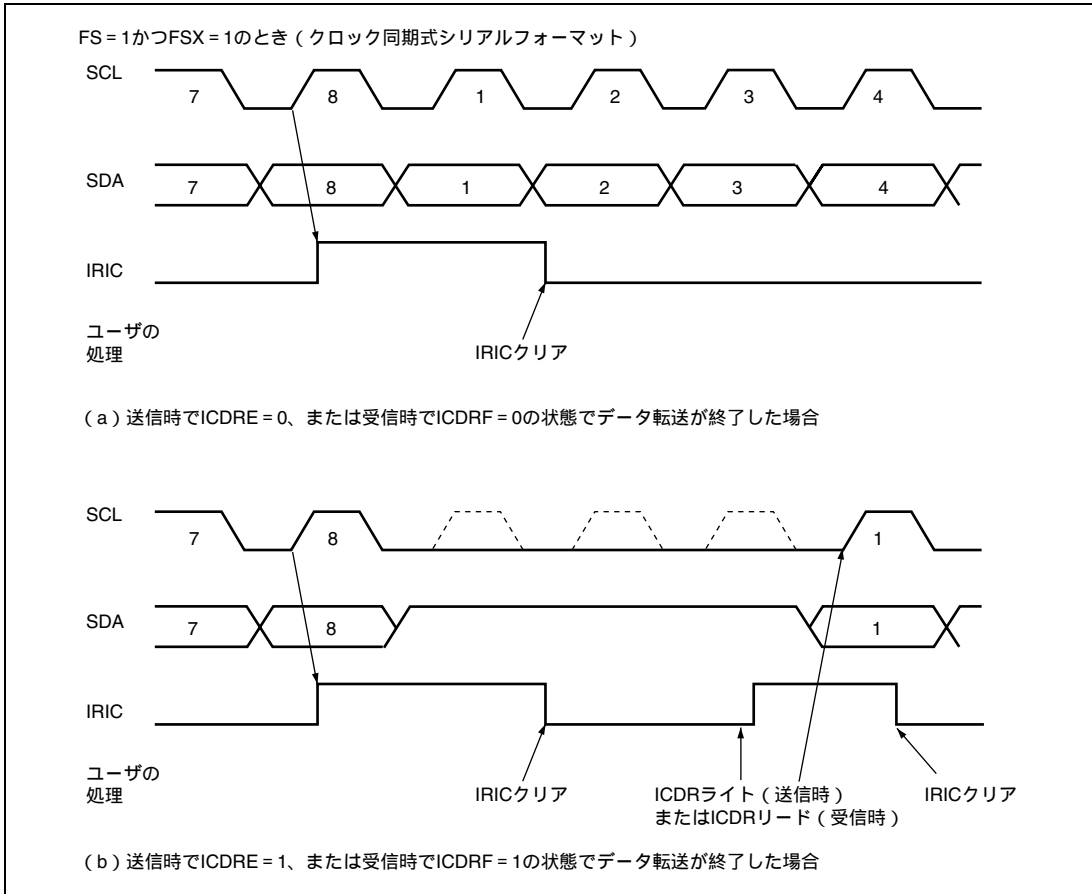 FS = 1かつFSX = 1のとき（クロック同期式シリアルフォーマット）
SCL
7 8 1 2 3 4
SDA
7 8 1 2 3 4
IRIC
ユーザの
処理
IRICクリア
（a）送信時でICDRE = 0、または受信時でICDRF = 0の状態でデータ転送が終了した場合
SCL
7 8 1
SDA
7 8 1
IRIC
ユーザの
処理
IRICクリア
ICDRライト（送信時）
またはICDRリード（受信時）
IRICクリア
（b）送信時でICDRE = 1、または受信時でICDRF = 1の状態でデータ転送が終了した場合